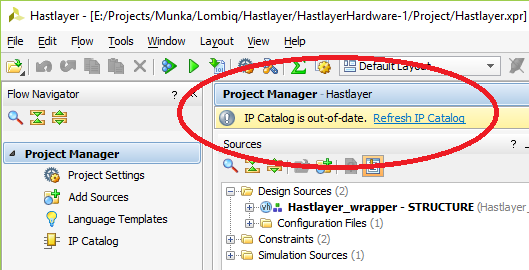 Hastlayer - [E:/Projects/Munka/Lombiq/Hastlayer/HastlayerHardware-1/Project/Hastlayer.xpr]
File Edit Flow Tools Window Layout View Help
Default Layout
Flow Navigator ?
Project Manager - Hastlayer
IP Catalog is out-of-date. Refresh IP Catalog
Sources ?
Project Manager
Project Settings
Add Sources
Language Templates
IP Catalog
Design Sources (2)
Hastlayer_wrapper - STRUCTURE (Hastlayer_
Configuration Files (1)
Constraints (2)
Simulation Sources (1)